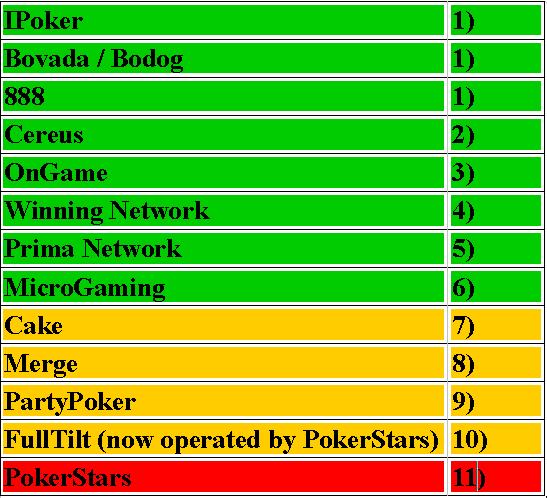 IPoker 1)
Bovada / Bodog 1)
888 1)
Cereus 2)
OnGame 3)
Winning Network 4)
Prima Network 5)
MicroGaming 6)
Cake 7)
Merge 8)
PartyPoker 9)
FullTilt (now operated by PokerStars) 10)
PokerStars 11)